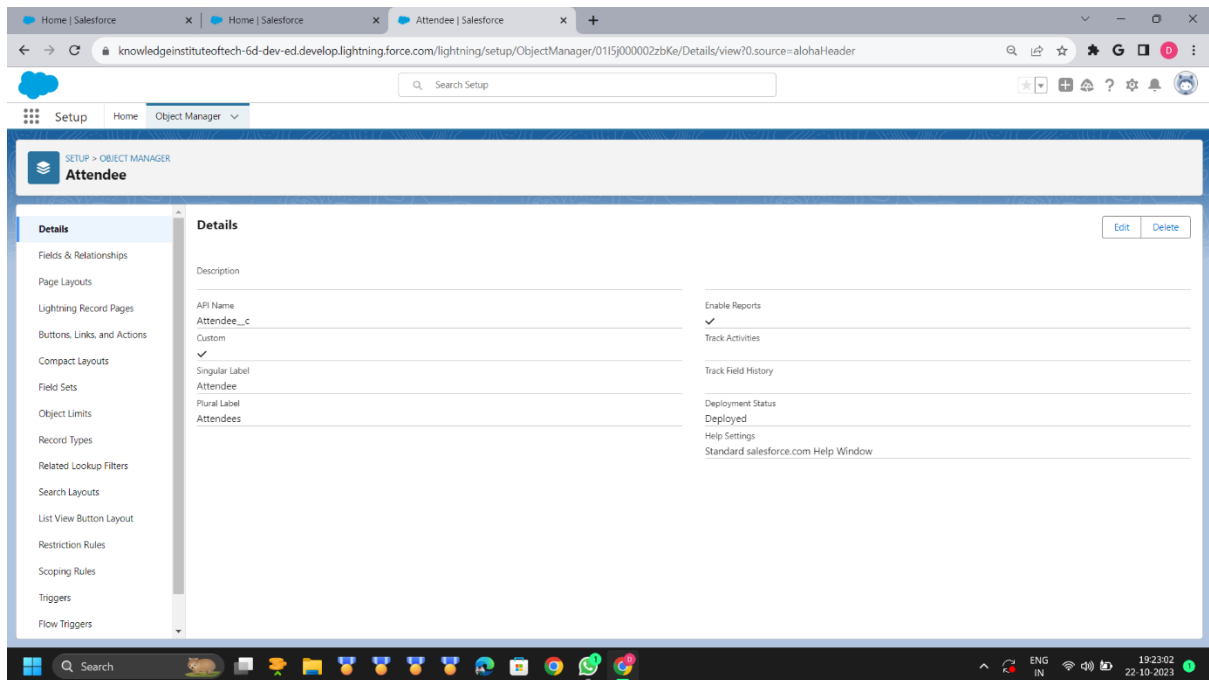 Home | Salesforce
Home | Salesforce
Attendee | Salesforce
knowledgeinstituteoftech-6d-dev-ed.develop.lightning.force.com/lightning/setup/ObjectManager/01I5j000002zbKe/Details/view?0.source=alohaHeader
G
D
Search Setup
Setup
Home
Object Manager
SETUP > OBJECT MANAGER
Attendee
Details
Fields & Relationships
Page Layouts
Lightning Record Pages
Buttons, Links, and Actions
Compact Layouts
Field Sets
Object Limits
Record Types
Related Lookup Filters
Search Layouts
List View Button Layout
Restriction Rules
Scoping Rules
Triggers
Flow Triggers
Details
Edit
Delete
Description
API Name
Attendee__c
Custom
Singular Label
Attendee
Plural Label
Attendees
Enable Reports
Track Activities
Track Field History
Deployment Status
Deployed
Help Settings
Standard salesforce.com Help Window
Search
ENG
IN
19:23:02
22-10-2023
1